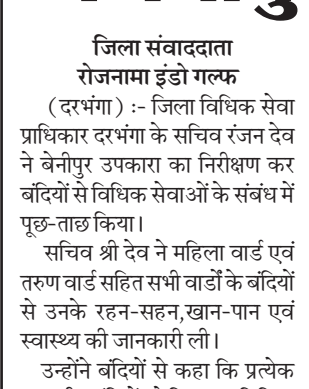 जिला संवाददाता
रोजनामा इंडो गल्फ
(दरभंगा) :- जिला विधिक सेवा
प्राधिकार दरभंगा के सचिव रंजन देव
ने बेनीपुर उपकारा का निरीक्षण कर
बंदियों से विधिक सेवाओं के संबंध में
पूछ-ताछ किया।
सचिव श्री देव ने महिला वार्ड एवं
तरुण वार्ड सहित सभी वार्डों के बंदियों
से उनके रहन-सहन,खान-पान एवं
स्वास्थ्य की जानकारी ली।
उन्होंने बंदियों से कहा कि प्रत्येक